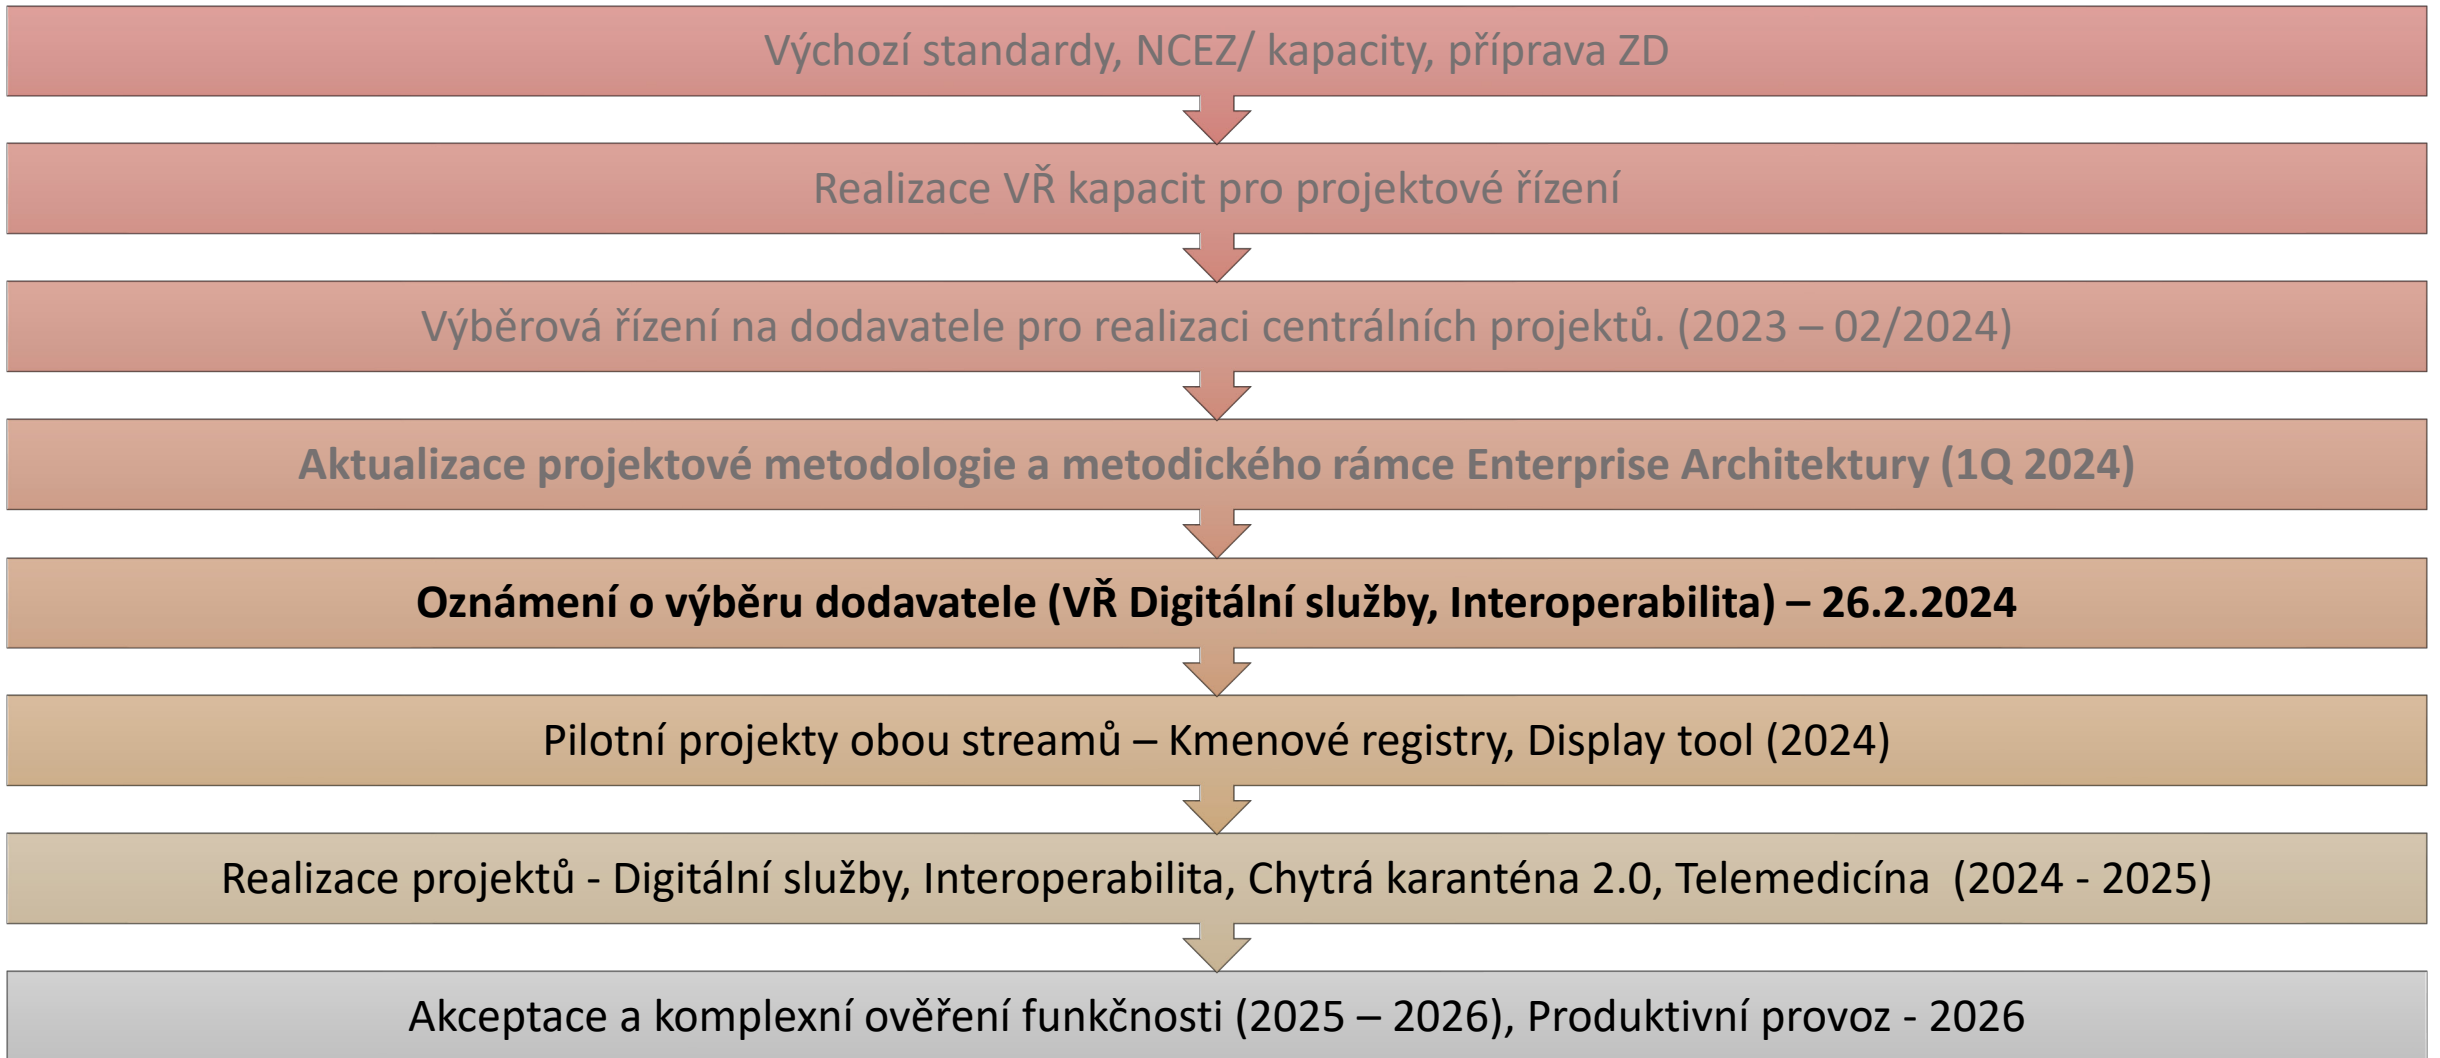 Výchozí standardy, NCEZ/ kapacity, příprava ZD
Realizace VŘ kapacit pro projektové řízení
Výběrová řízení na dodavatele pro realizaci centrálních projektů. (2023 – 02/2024)
Aktualizace projektové metodologie a metodického rámce Enterprise Architektury (1Q 2024)
Oznámení o výběru dodavatele (VŘ Digitální služby, Interoperabilita) – 26.2.2024
Pilotní projekty obou streamů – Kmenové registry, Display tool (2024)
Realizace projektů - Digitální služby, Interoperabilita, Chytrá karanténa 2.0, Telemedicína  (2024 - 2025)
Akceptace a komplexní ověření funkčnosti (2025 – 2026), Produktivní provoz - 2026